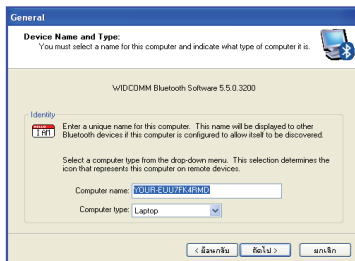 General
Device Name and Type:
You must select a name for this computer and indicate what type of computer it is.
WIDCOMM Bluetooth Software 5.5.0.3200
Identity
I AM
Enter a unique name for this computer. This name will be displayed to other
Bluetooth devices if this computer is configured to allow itself to be discovered.
Select a computer type from the drop-down menu. This selection determines the
icon that represents this computer on remote devices.
Computer name: YOUR-EUU7FK4RMD
Computer type: Laptop
< ย้อนกลับ ถัดไป > ยกเลิก